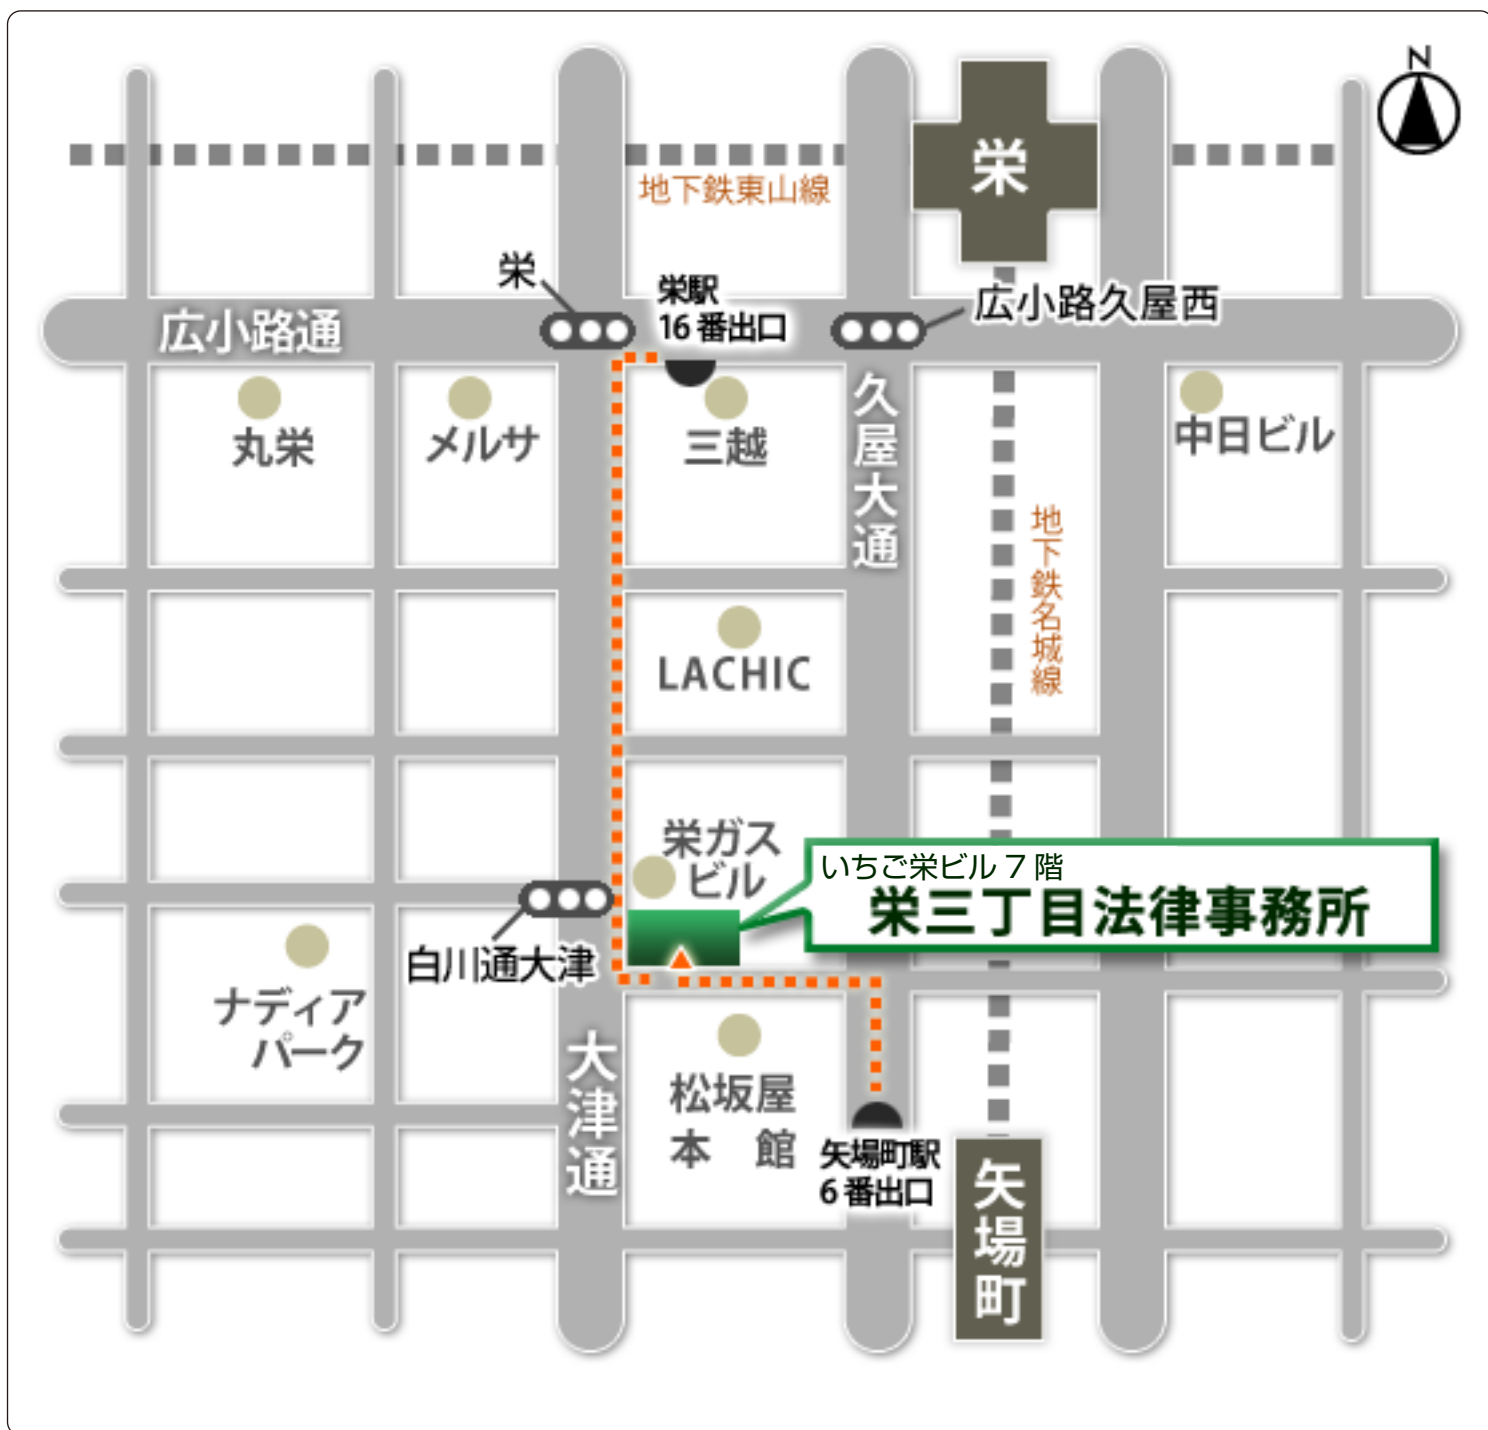 N
栄
地下鉄東山線
栄
栄駅
16 番出口
広小路久屋西
広小路通
丸栄
メルサ
三越
久屋大通
中日ビル
地下鉄名城線
LACHIC
栄ガス
ビル
いちご栄ビル 7 階
栄三丁目法律事務所
白川通大津
ナディア
パーク
大津通
松坂屋
本　館
矢場町駅
6 番出口
矢場町